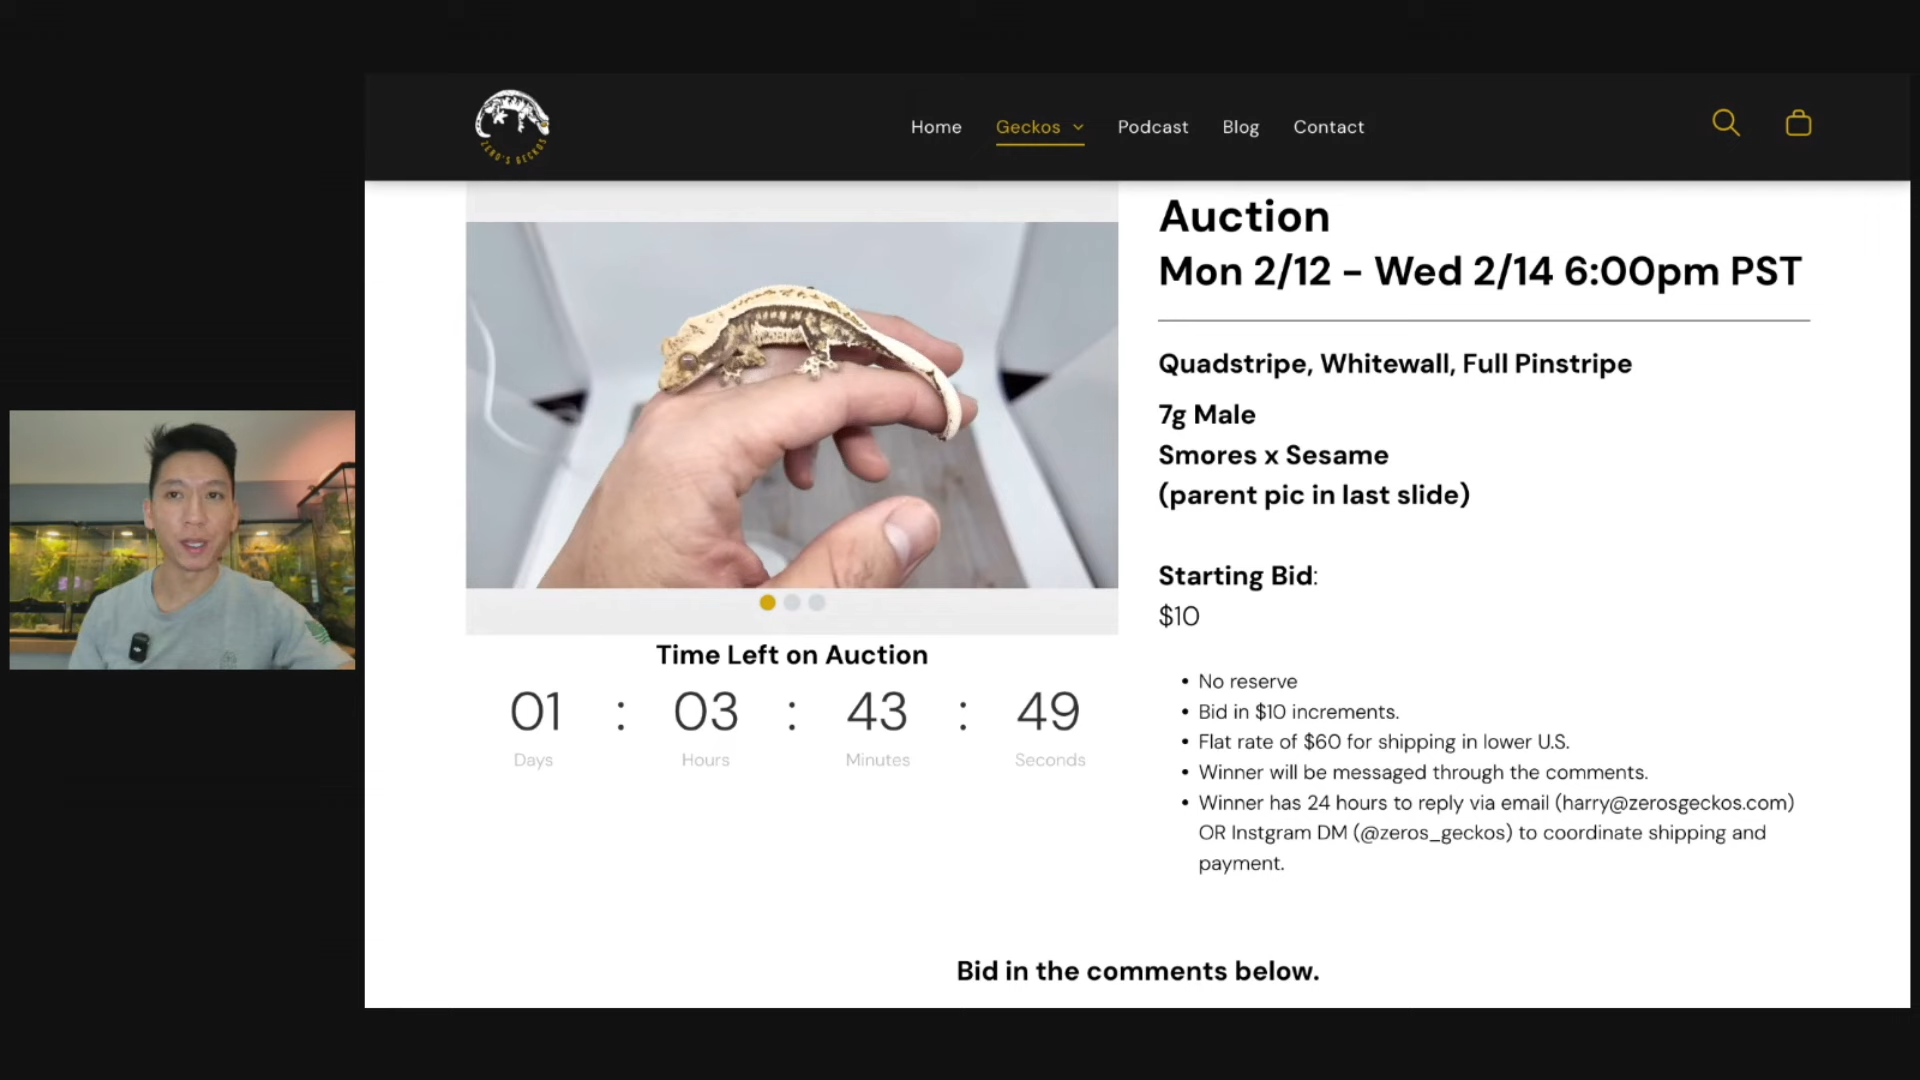 ZERO'S GECKOS
Home
Geckos
Podcast
Blog
Contact
Auction
Mon 2/12 - Wed 2/14 6:00pm PST
Quadstripe, Whitewall, Full Pinstripe
7g Male
Smores x Sesame
(parent pic in last slide)
Starting Bid:
$10
• No reserve
• Bid in $10 increments.
• Flat rate of $60 for shipping in lower U.S.
• Winner will be messaged through the comments.
• Winner has 24 hours to reply via email (harry@zerosgeckos.com)
OR Instgram DM (@zeros_geckos) to coordinate shipping and
payment.
Time Left on Auction
01 : 03 : 43 : 49
Days Hours Minutes Seconds
Bid in the comments below.